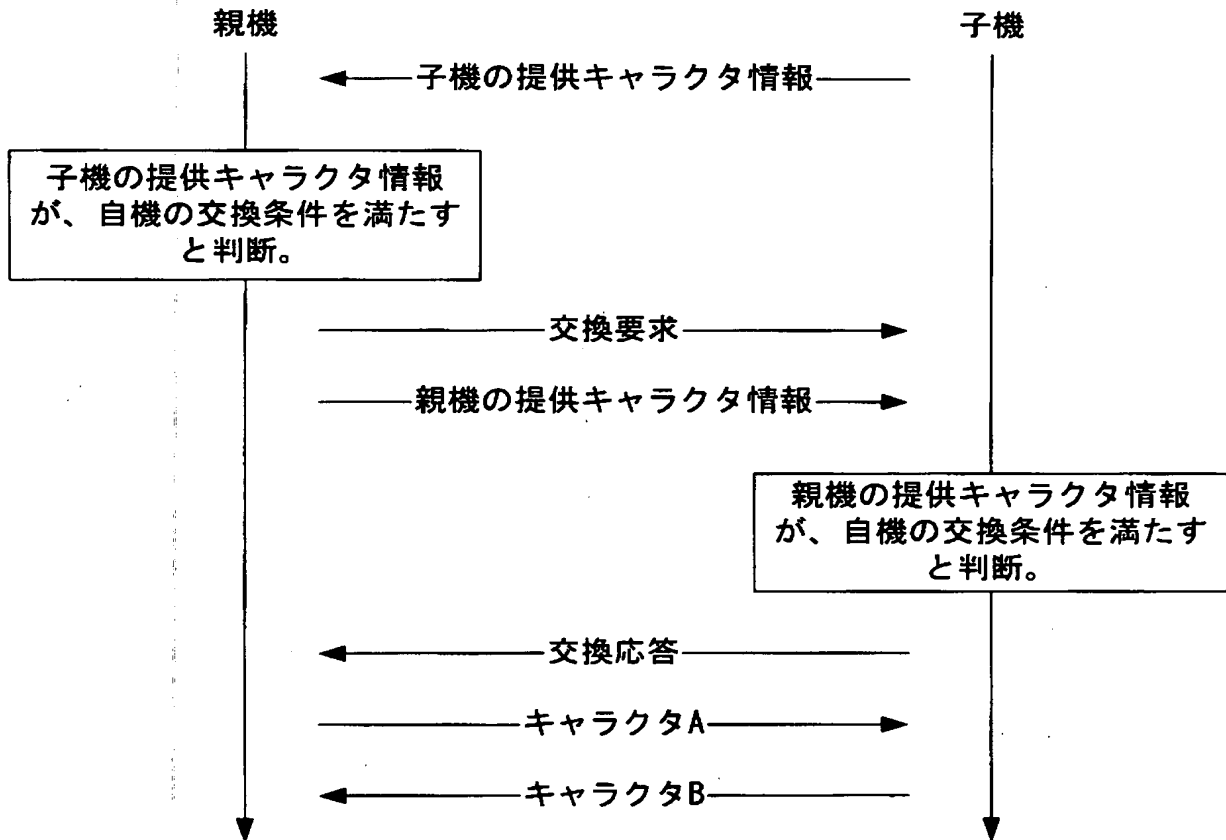 親機
子機
子機の提供キャラクタ情報
子機の提供キャラクタ情報
が、自機の交換条件を満たす
と判断。
交換要求
親機の提供キャラクタ情報
親機の提供キャラクタ情報
が、自機の交換条件を満たす
と判断。
交換応答
キャラクタA
キャラクタB